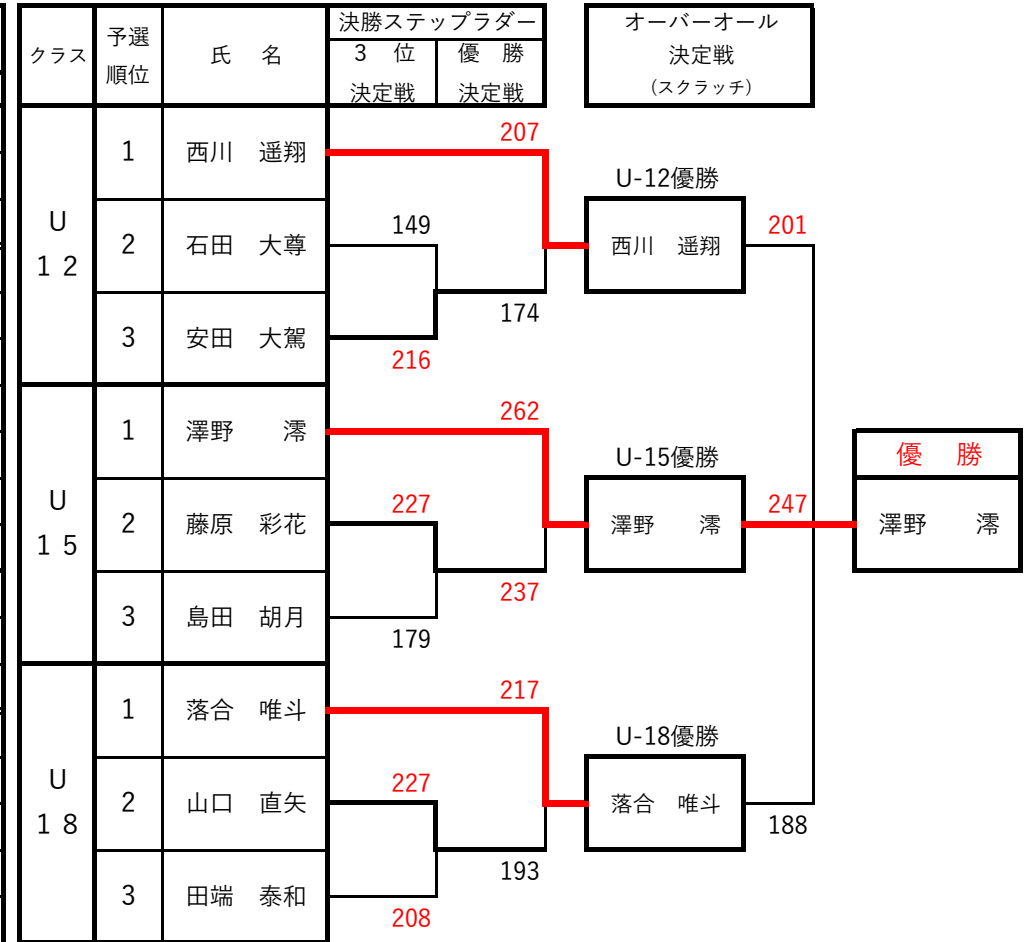 クラス
予選
順位
氏 名
決勝ステップラダー
3 位
決定戦
優 勝
決定戦
オーバーオール
決定戦
(スクラッチ)
U
12
1
西川 遥翔
207
2
石田 大尊
149
174
3
安田 大駕
216
U-12優勝
西川 遥翔
201
U
15
1
澤野 澪
262
2
藤原 彩花
227
237
3
島田 胡月
179
U-15優勝
澤野 澪
247
優 勝
澤野 澪
U
18
1
落合 唯斗
217
2
山口 直矢
227
193
3
田端 泰和
208
U-18優勝
落合 唯斗
188